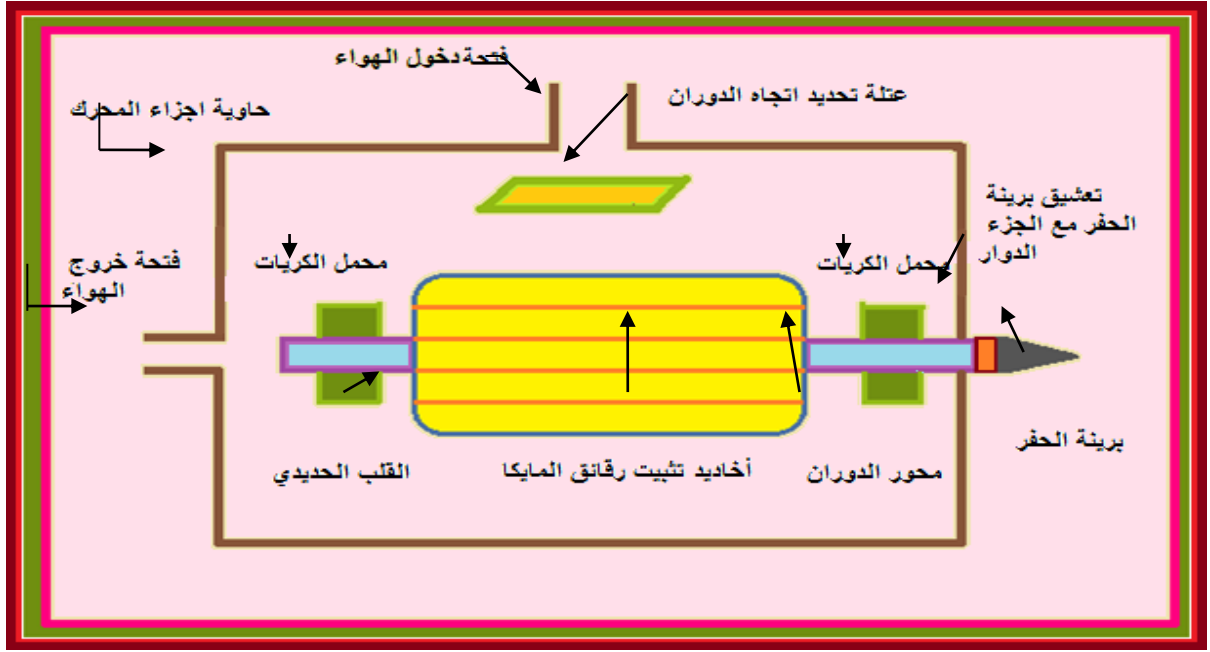 فتحة دخول الهواء
عتلة تحديد اتجاه الدوران
حاوية اجزاء المحرك
تعشيق برينة
الحفر مع الجزء
الدوار
فتحة خروج
الهواء
محمل الكريات
محمل الكريات
برينة الحفر
محور الدوران
أخاديد تثبيت رقائق المايكا
القلب الحديدي